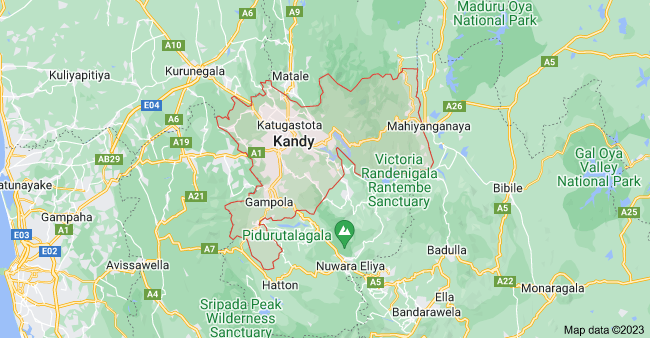 Maduru Oya
National Park
A1
A10
A5
Kurunegala
Kuliyapitiya
Matale
E04
A6
A26
Katugastota
Mahiyanganaya
Kandy
A6
A19
A1
AB29
Victoria
Randenigala
Rantembe
Sanctuary
Gal Oya
Valley
National Park
atunayake
A21
Bibile
Gampola
Gampaha
A1
A5
E03
Pidurutalagala
E02
A7
Badulla
Avissawella
Nuwara Eliya
A5
A22
Hatton
A4
Ella
Monaragala
Sripada Peak
Wilderness
Sanctuary
Bandarawela
Map data ©2023